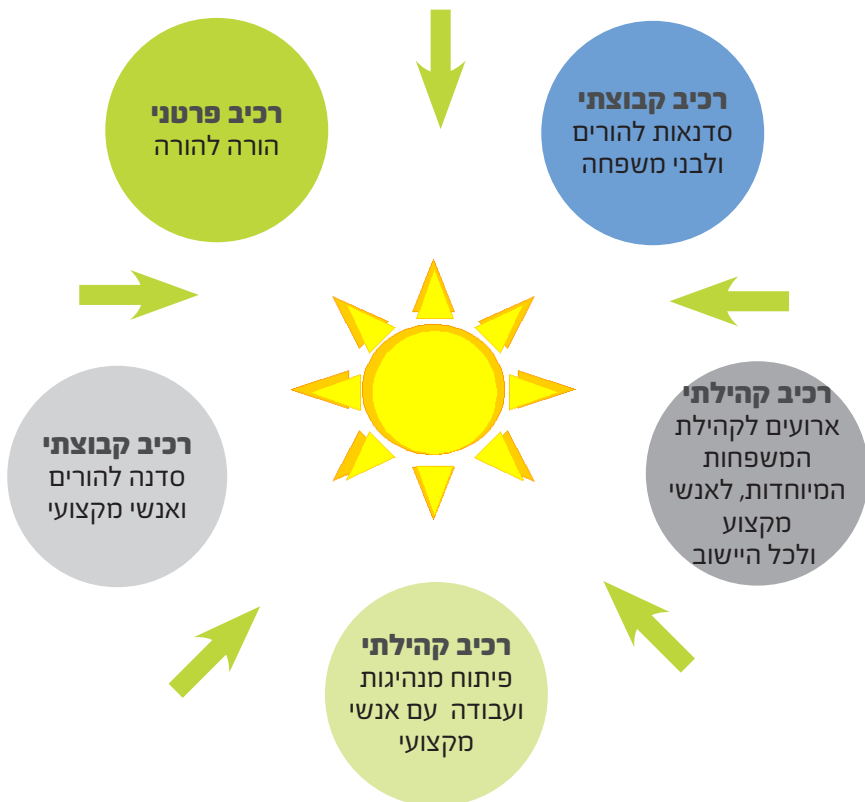 רכיב קבוצתי
סדנאות להורים
ולבני משפחה
רכיב פרטני
הורה להורה
רכיב קהילתי
ארועים לקהילת
המשפחות
המיוחדות, לאנשי
מקצוע
ולכל היישוב
רכיב קבוצתי
סדנה להורים
ואנשי מקצועי
רכיב קהילתי
פיתוח מנהיגות
ועבודה עם אנשי
מקצועי